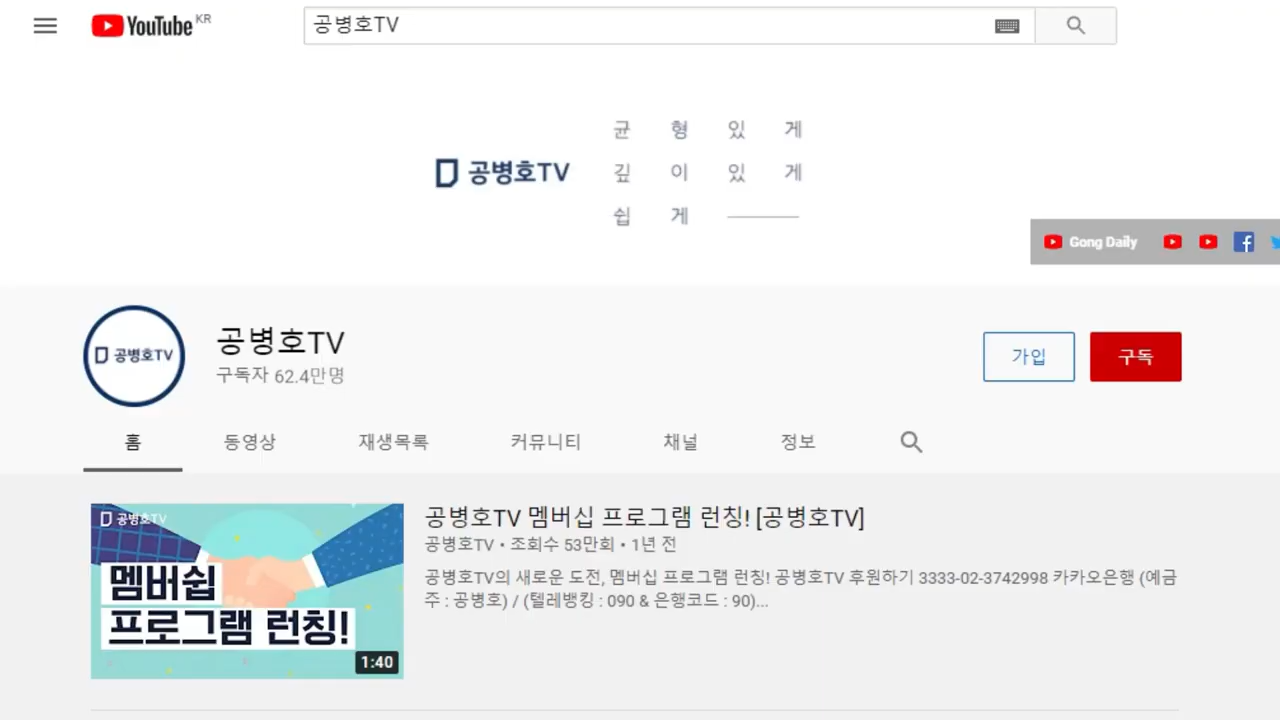 YouTube KR
공병호TV
균 형 있 게
공병호TV
깊 이 있 게
쉽 게
Gong Daily
공병호TV
공병호TV
구독자 62.4만명
가입
구독
홈
동영상
재생목록
커뮤니티
채널
정보
공병호TV
멤버쉽
프로그램 런칭!
1:40
공병호TV 멤버십 프로그램 런칭! [공병호TV]
공병호TV • 조회수 53만회 • 1년 전
공병호TV의 새로운 도전, 멤버십 프로그램 런칭! 공병호TV 후원하기 3333-02-3742998 카카오은행 (예금
주 : 공병호) / (텔레뱅킹 : 090 & 은행코드 : 90)...